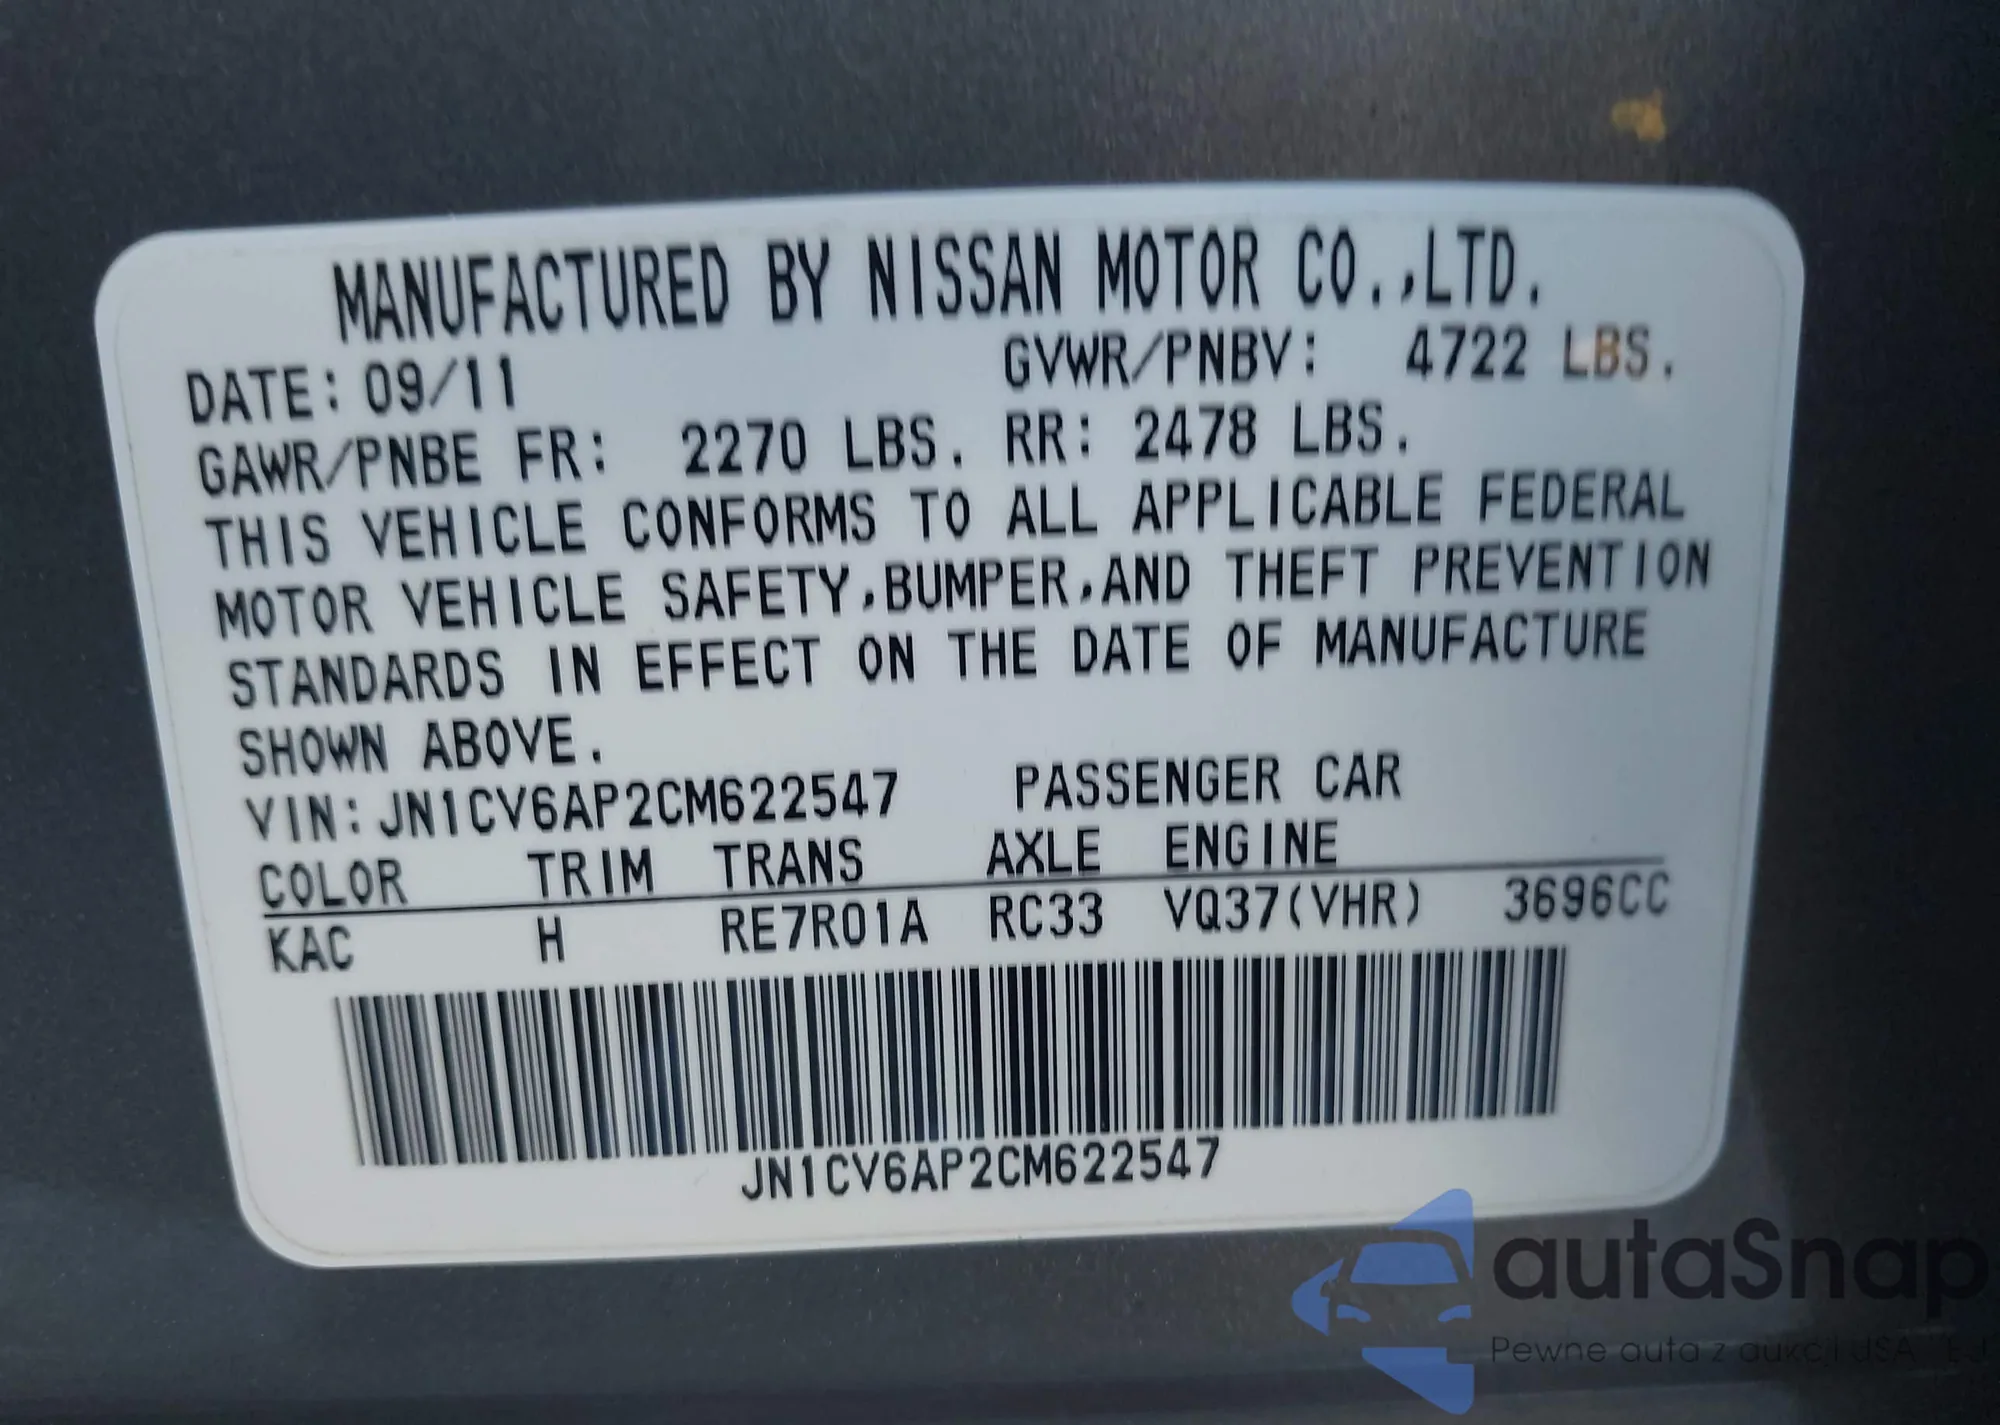 MANUFACTURED BY NISSAN MOTOR CO.,LTD.
DATE: 09/11 GVWR/PNBV: 4722 LBS.
GAWR/PNBE FR: 2270 LBS. RR: 2478 LBS.
THIS VEHICLE CONFORMS TO ALL APPLICABLE FEDERAL
MOTOR VEHICLE SAFETY,BUMPER,AND THEFT PREVENTION
STANDARDS IN EFFECT ON THE DATE OF MANUFACTURE
SHOWN ABOVE.
VIN:JN1CV6AP2CM622547 PASSENGER CAR
COLOR TRIM TRANS AXLE ENGINE
KAC H RE7R01A RC33 VQ37(VHR) 3696CC
JN1CV6AP2CM622547
autaSnap
Pewne auta z aukcji